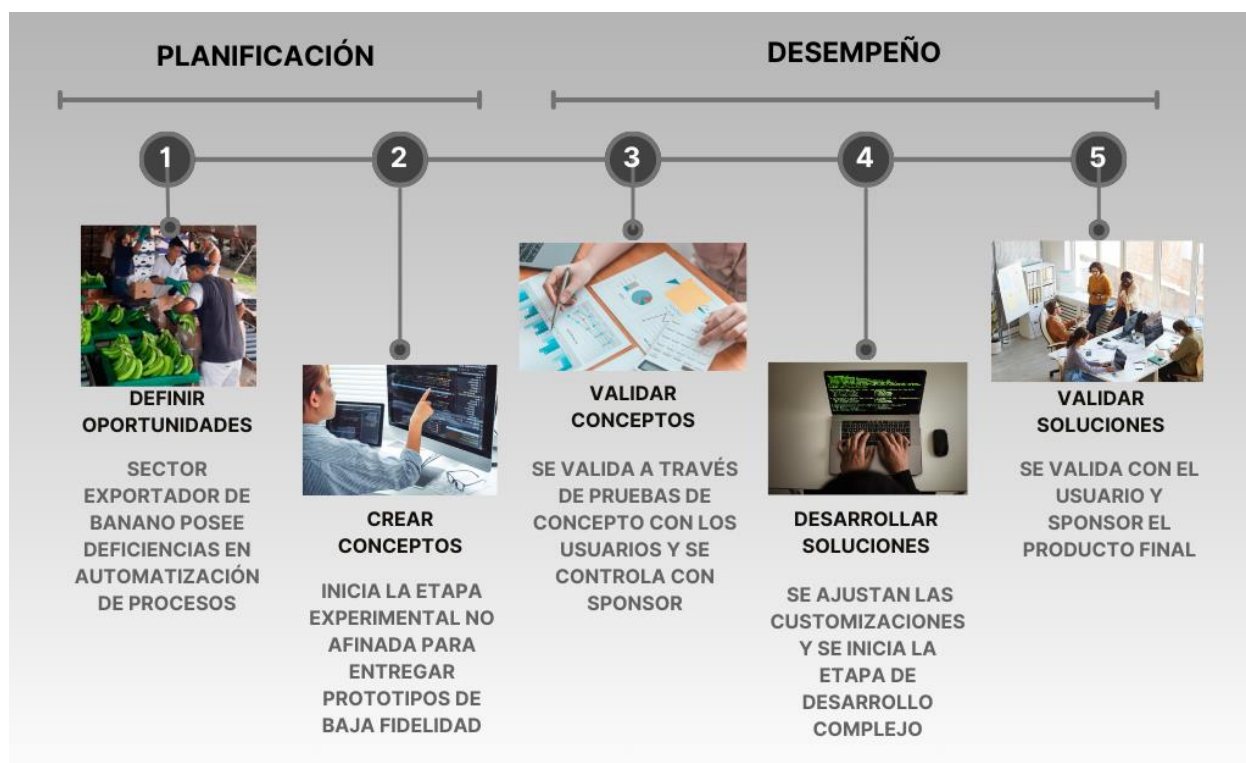 PLANIFICACIÓN
DESEMPEÑO
1
2
3
4
5
DEFINIR
OPORTUNIDADES
SECTOR
EXPORTADOR DE
BANANO POSEE
DEFICIENCIAS EN
AUTOMATIZACIÓN
DE PROCESOS
CREAR
CONCEPTOS
INICIA LA ETAPA
EXPERIMENTAL NO
AFINADA PARA
ENTREGAR
PROTOTIPOS DE
BAJA FIDELIDAD
VALIDAR
CONCEPTOS
SE VALIDA A TRAVÉS
DE PRUEBAS DE
CONCEPTO CON LOS
USUARIOS Y SE
CONTROLA CON
SPONSOR
DESARROLLAR
SOLUCIONES
SE AJUSTAN LAS
CUSTOMIZACIONES
Y SE INICIA LA
ETAPA DE
DESARROLLO
COMPLEJO
VALIDAR
SOLUCIONES
SE VALIDA CON EL
USUARIO Y
SPONSOR EL
PRODUCTO FINAL